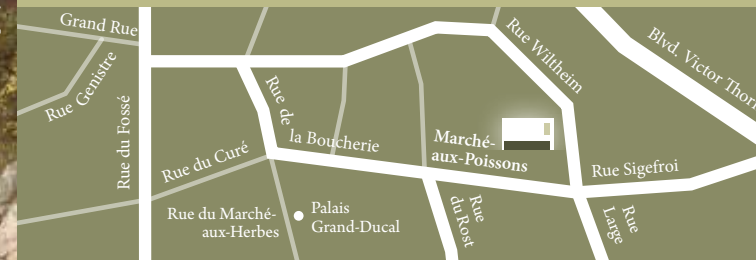 Grand Rue
Rue Genistre
Rue du Fossé
Rue du Curé
Rue de
la Boucherie
Rue du Marché-
aux-Herbes
Palais
Grand-Ducal
Marché-
aux-Poissons
Rue
du Rost
Rue Wiltheim
Blvd. Victor Thorn
Rue Sigefroi
Rue
Large